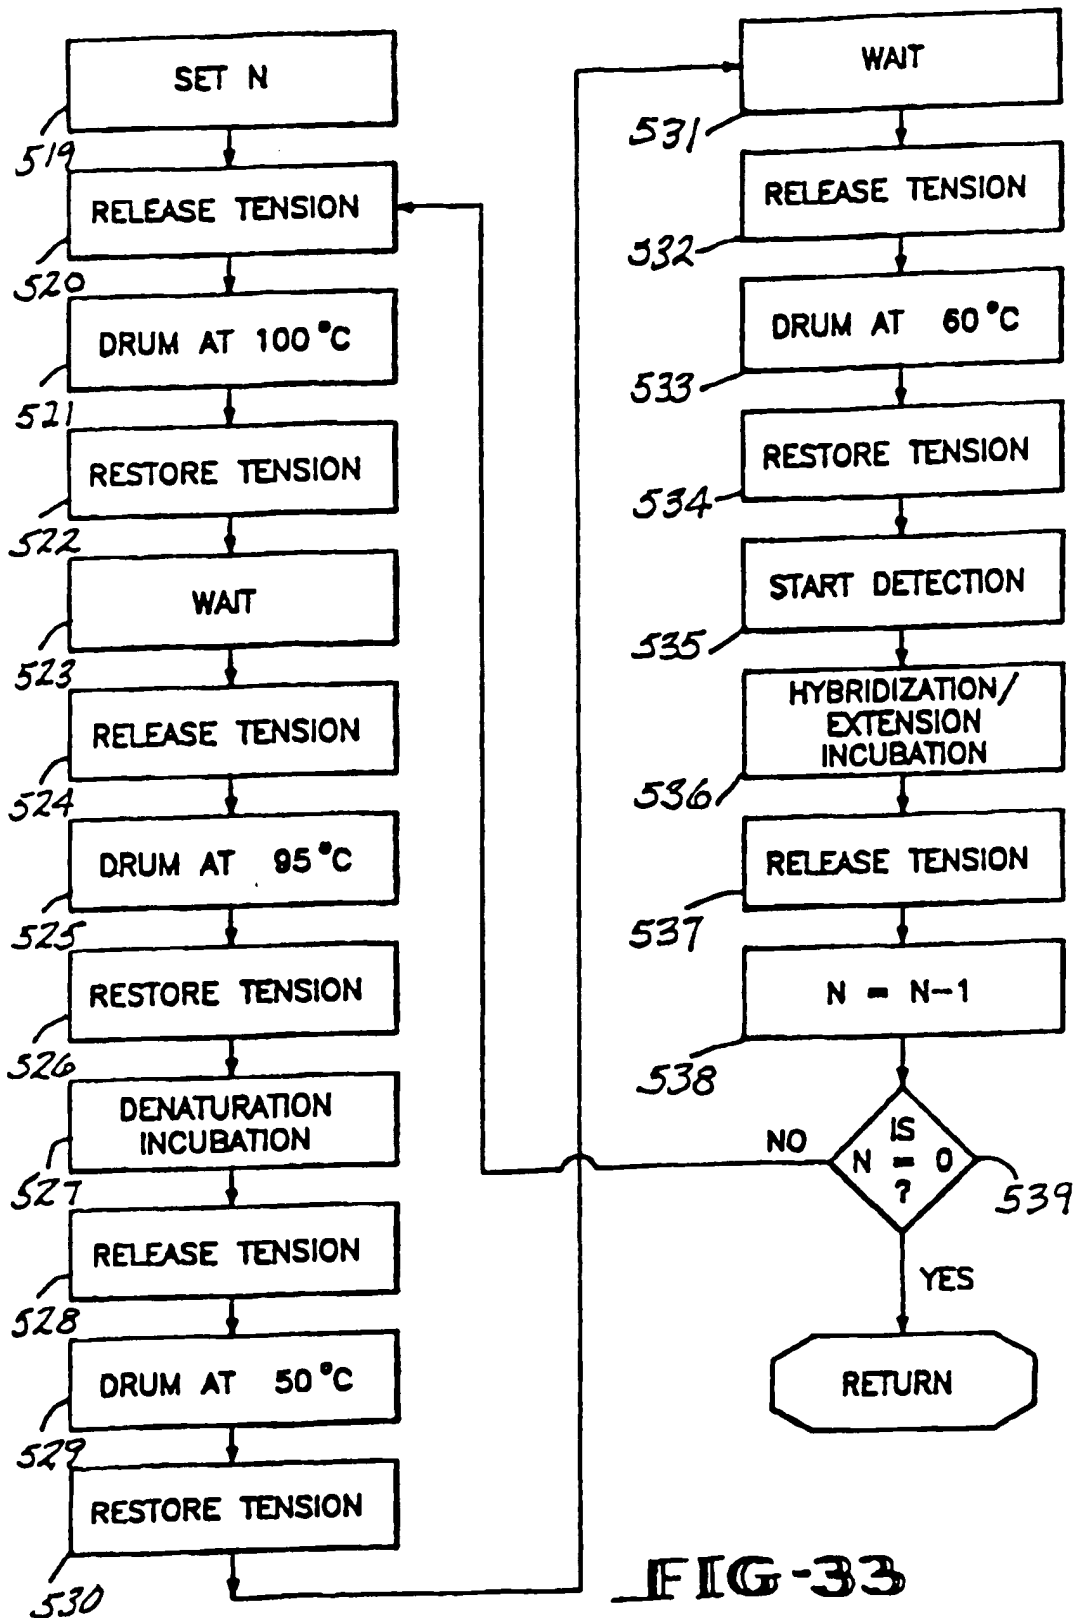 SET N
519
RELEASE TENSION
520
DRUM AT 100°C
521
RESTORE TENSION
522
WAIT
523
RELEASE TENSION
524
DRUM AT 95°C
525
RESTORE TENSION
526
DENATURATION
INCUBATION
527
RELEASE TENSION
528
DRUM AT 50°C
529
RESTORE TENSION
530
WAIT
531
RELEASE TENSION
532
DRUM AT 60°C
533
RESTORE TENSION
534
START DETECTION
535
HYBRIDIZATION/
EXTENSION
INCUBATION
536
RELEASE TENSION
537
N = N-1
538
IS
N = 0
?
539
NO
YES
RETURN
FIG-33